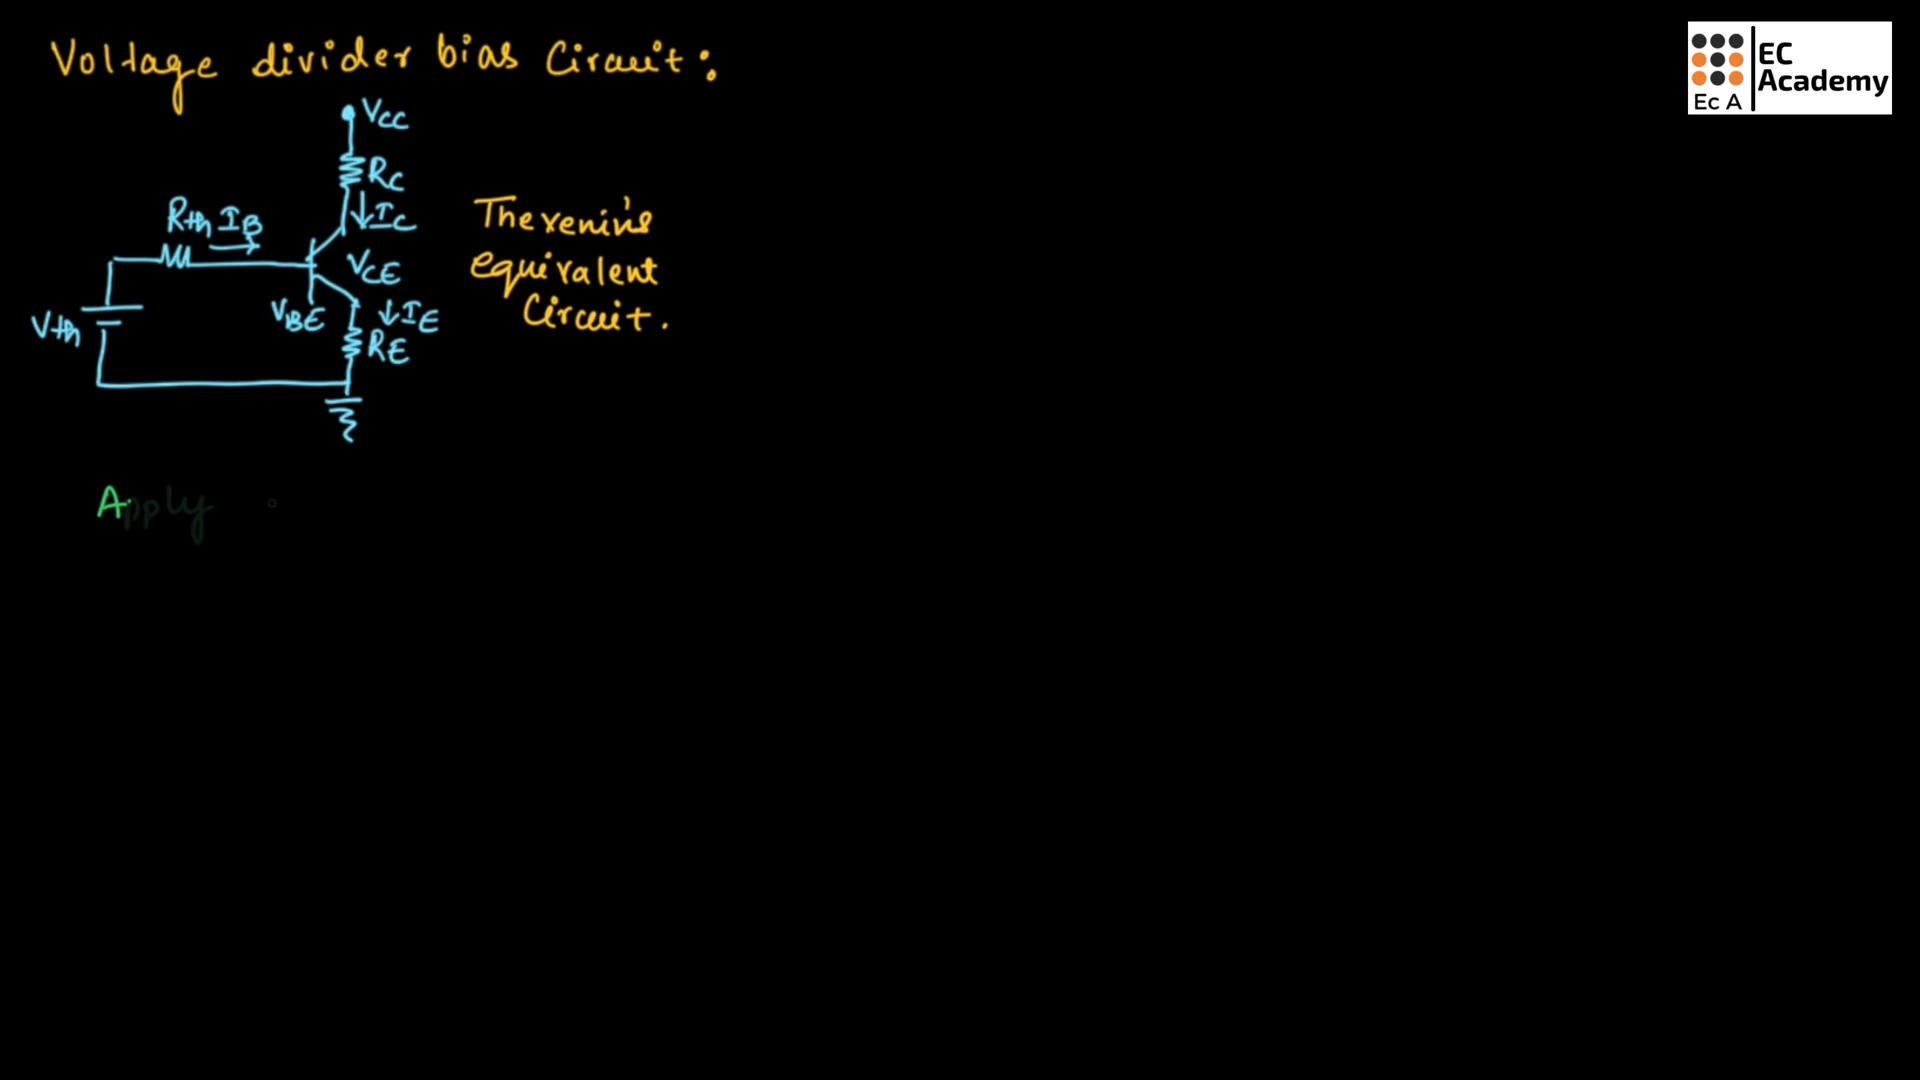 Voltage divider bias Circuit:
VCC
RC
IC
Rth IB
VCE
VBE
IE
RE
Vth
Thevenin's
equivalent
Circuit.
Apply
EC
Academy
Ec A